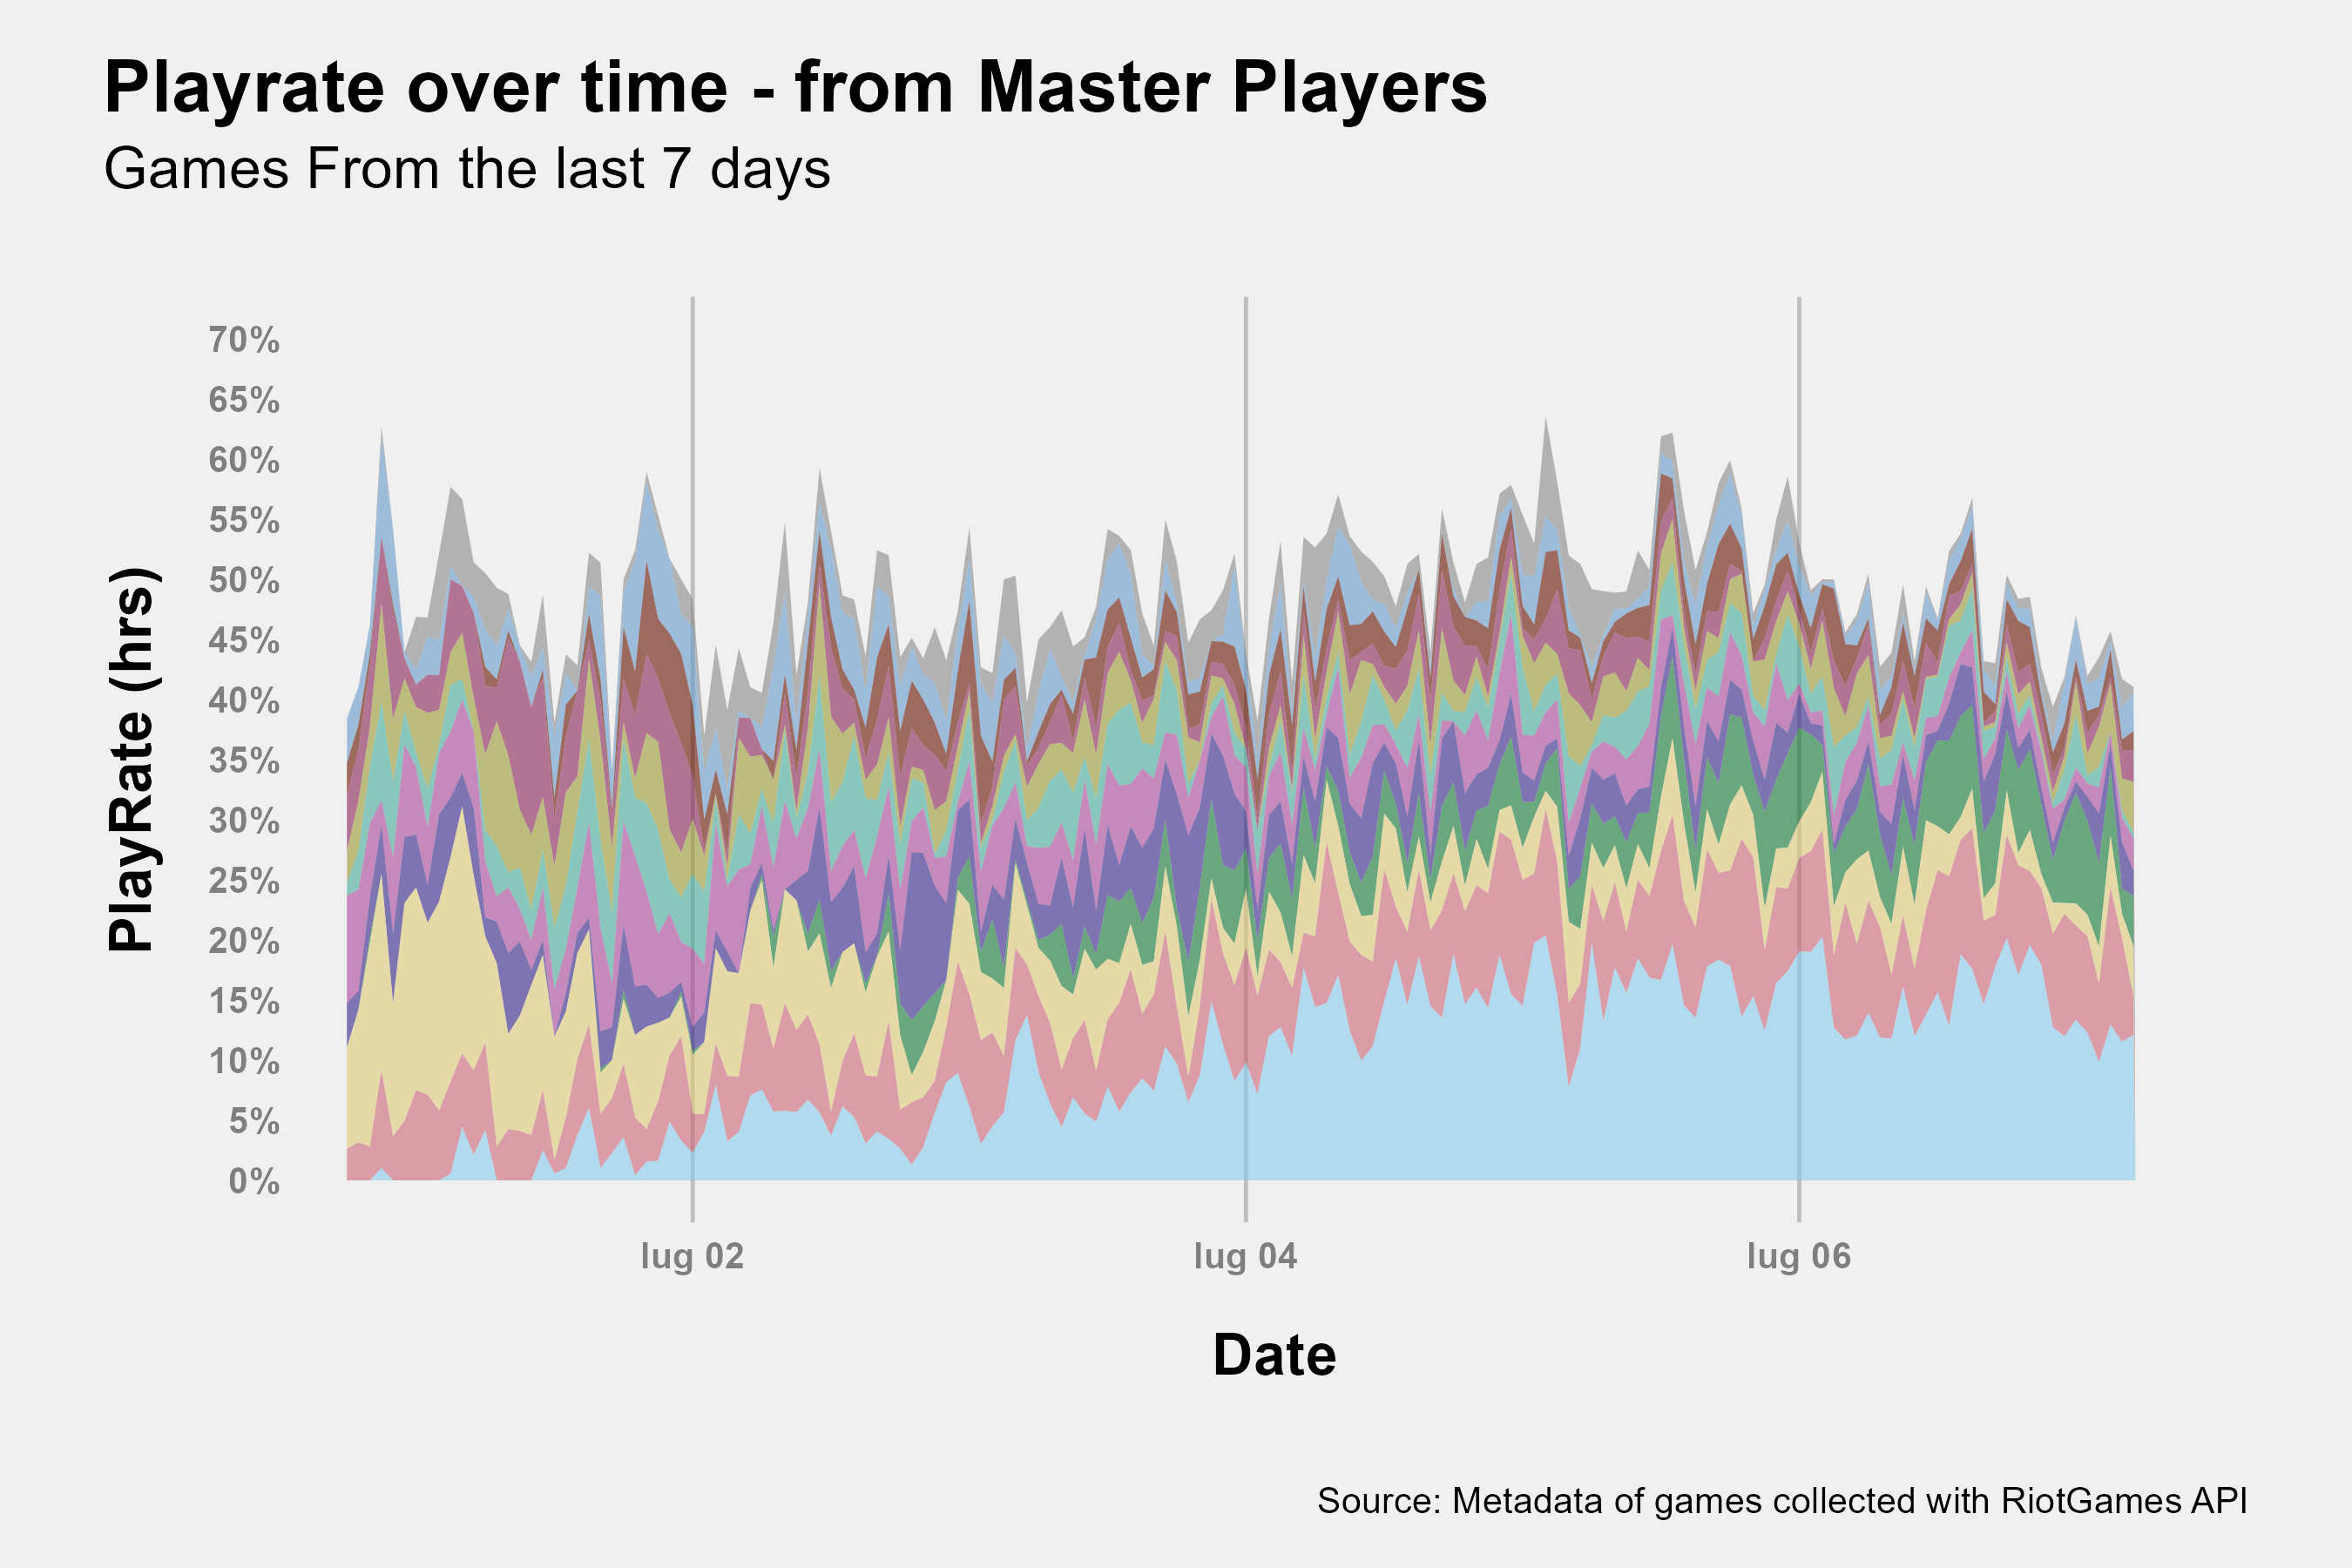 Playrate over time - from Master Players
Games From the last 7 days
70%
65%
60%
55%
50%
45%
40%
35%
30%
25%
20%
15%
10%
5%
0%
PlayRate (hrs)
lug 02
lug 04
lug 06
Date
Source: Metadata of games collected with RiotGames API